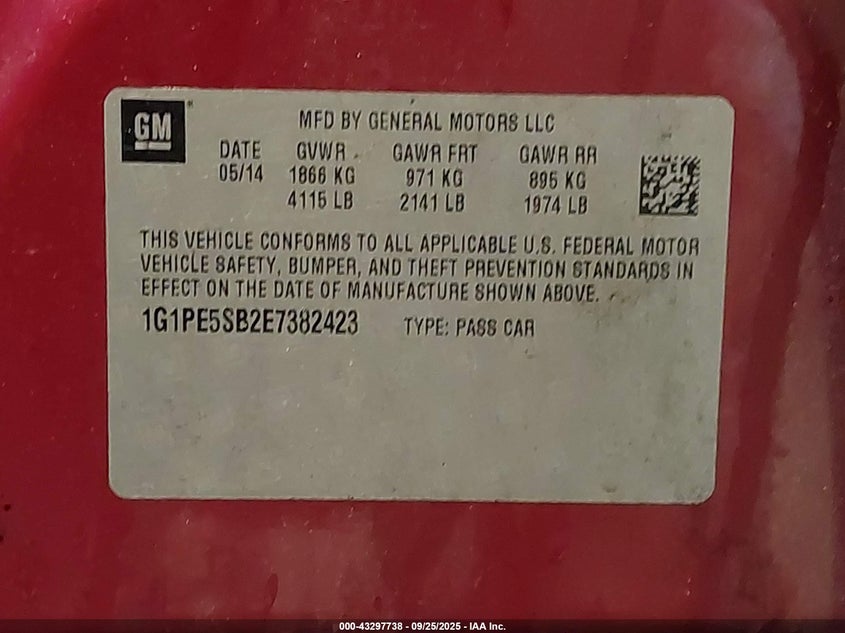 GM
MFD BY GENERAL MOTORS LLC
DATE GVWR GAWR FRT GAWR RR
05/14 1866 KG 971 KG 895 KG
4115 LB 2141 LB 1974 LB
THIS VEHICLE CONFORMS TO ALL APPLICABLE U.S. FEDERAL MOTOR
VEHICLE SAFETY, BUMPER, AND THEFT PREVENTION STANDARDS IN
EFFECT ON THE DATE OF MANUFACTURE SHOWN ABOVE.
1G1PE5SB2E7382423 TYPE: PASS CAR
000-43297738 - 09/25/2025 - IAA Inc.